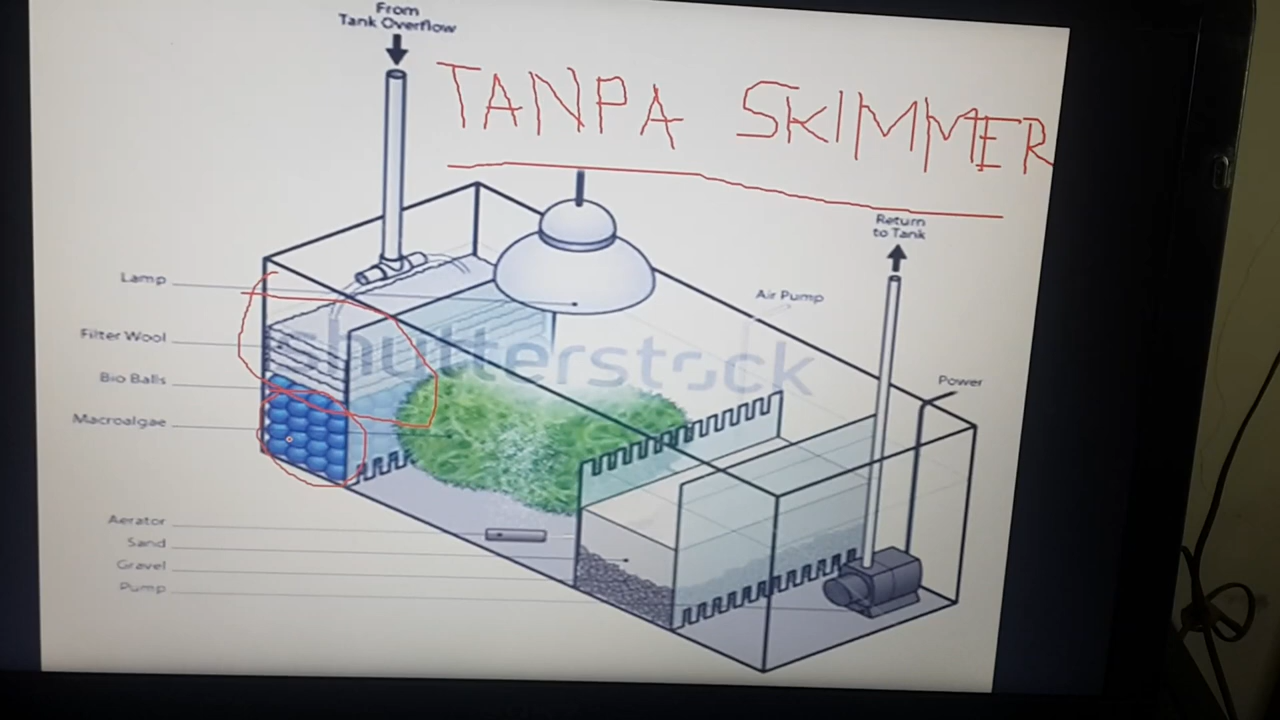 From
Tank Overflow
TANPA SKIMMER
Return
to Tank
Lamp
Air Pump
Filter Wool
shutterstock
Bio Balls
Power
Macroalgae
Aerator
Sand
Gravel
Pump